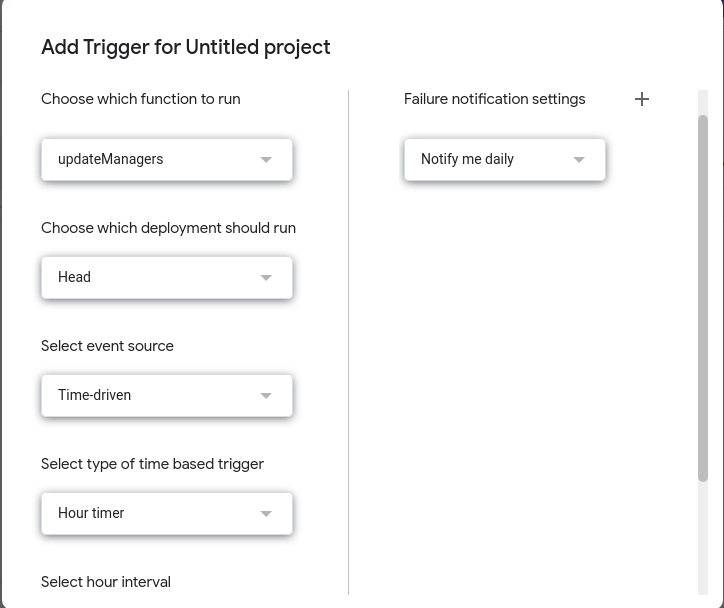 Add Trigger for Untitled project
Choose which function to run
updateManagers
Choose which deployment should run
Head
Select event source
Time-driven
Select type of time based trigger
Hour timer
Select hour interval
Failure notification settings
Notify me daily